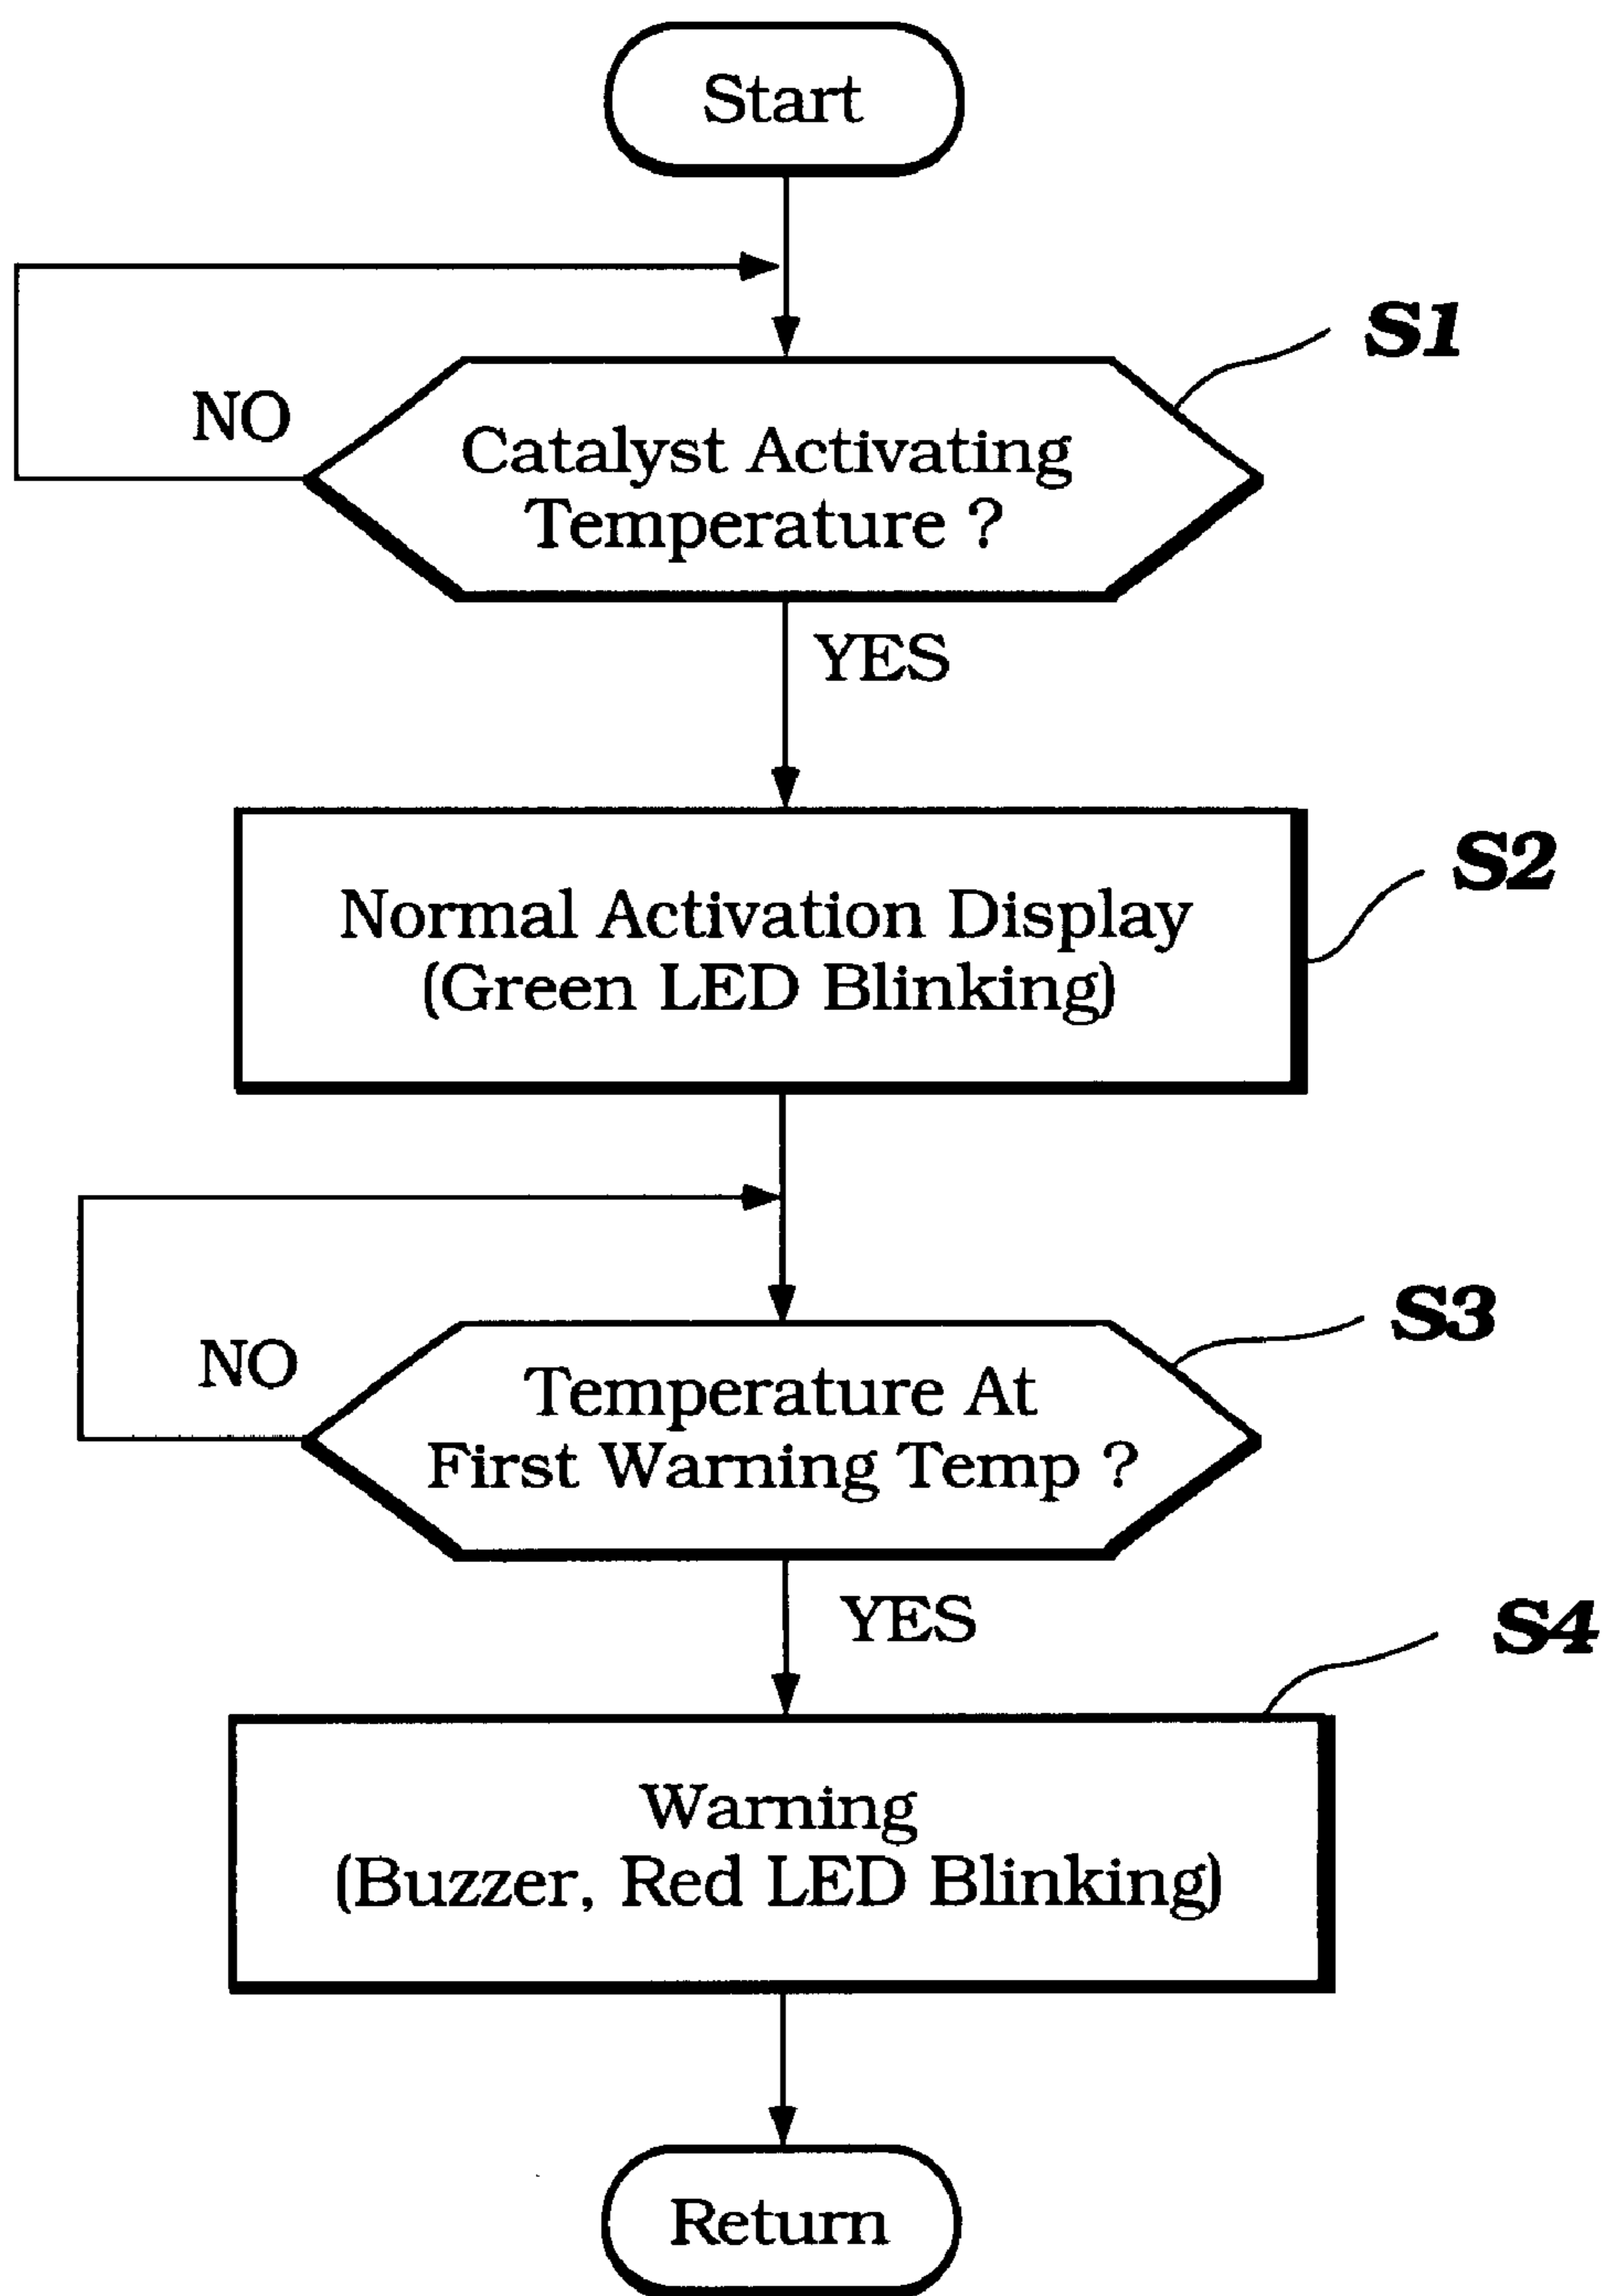 Start
S1
NO
Catalyst Activating
Temperature ?
YES
S2
Normal Activation Display
(Green LED Blinking)
S3
NO
Temperature At
First Warning Temp ?
YES
S4
Warning
(Buzzer, Red LED Blinking)
Return